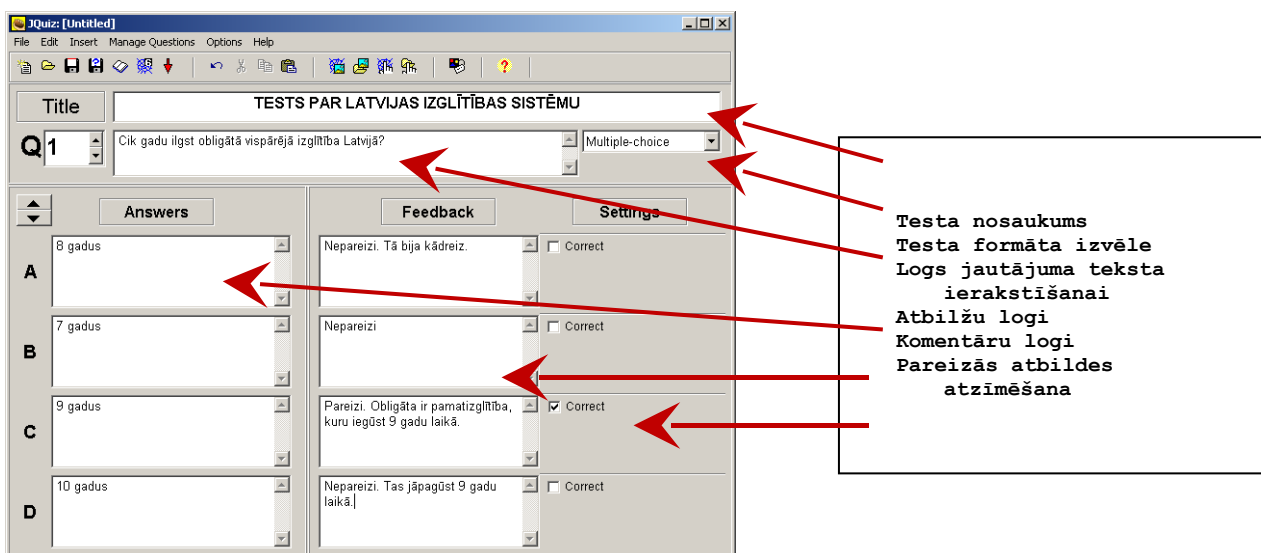 JQuiz: [Untitled]
File Edit Insert Manage Questions Options Help
Title
TESTS PAR LATVIJAS IZGLĪTĪBAS SISTĒMU
Q 1
Cik gadu ilgst obligātā vispārējā izglītība Latvijā?
Multiple-choice
Answers
Feedback
Settings
A
8 gadus
Nepareizi. Tā bija kādreiz.
Correct
B
7 gadus
Nepareizi
Correct
C
9 gadus
Pareizi. Obligāta ir pamatizglītība,
kuru iegūst 9 gadu laikā.
Correct
D
10 gadus
Nepareizi. Tas jāpagūst 9 gadu
laikā.
Correct
Testa nosaukums
Testa formāta izvēle
Logs jautājuma teksta
ierakstīšanai
Atbilžu logi
Komentāru logi
Pareizās atbildes
atzīmēšana